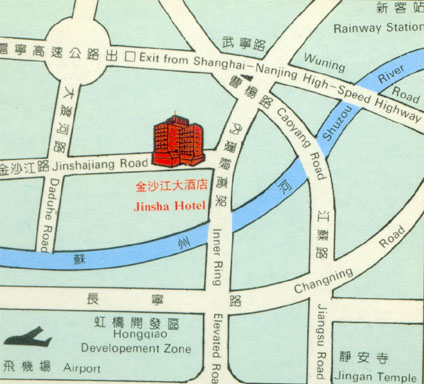 新客站
Rainway Station
武寧路
Wuning
Road
滬寧高速公路出口
Exit from Shanghai-Nanjing High-Speed Highway
曹楊路
Caoyang Road
大渡河路
Daduhe Road
金沙江路
Jinshajiang Road
金沙江大酒店
Jinsha Hotel
內環線高架
Inner Ring
Elevated Road
蘇州河
Shuzou River
江蘇路
Jiangsu Road
Changning Road
長寧路
虹橋開發區
Hongqiao
Developement Zone
飛機場 Airport
靜安寺
Jingan Temple